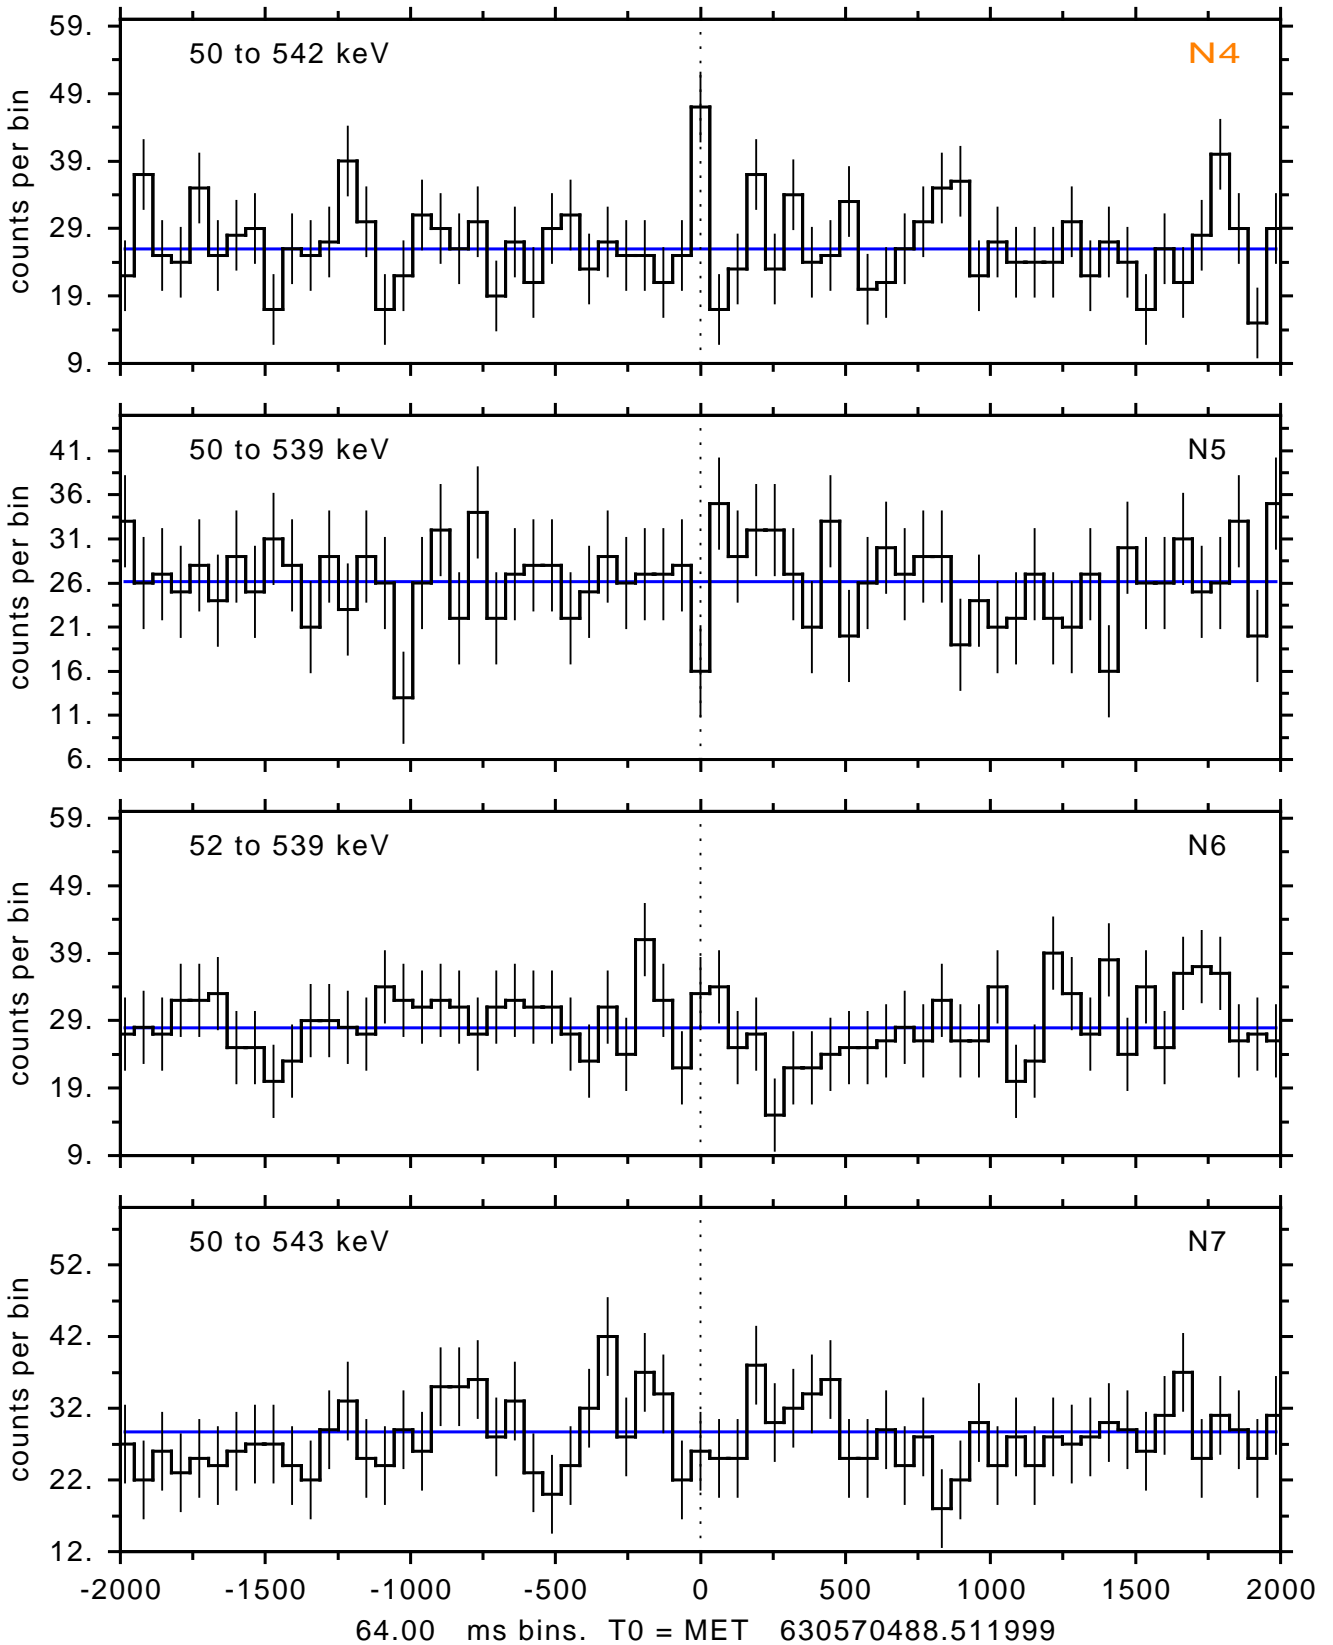 59.
50 to 542 keV
N4
49.
39.
29.
19.
9.
counts per bin
50 to 539 keV
N5
41.
36.
31.
26.
21.
16.
11.
6.
counts per bin
59.
52 to 539 keV
N6
49.
39.
29.
19.
9.
counts per bin
50 to 543 keV
N7
52.
42.
32.
22.
12.
counts per bin
-2000 -1500 -1000 -500 0 500 1000 1500 2000
64.00 ms bins. T0 = MET 630570488.511999